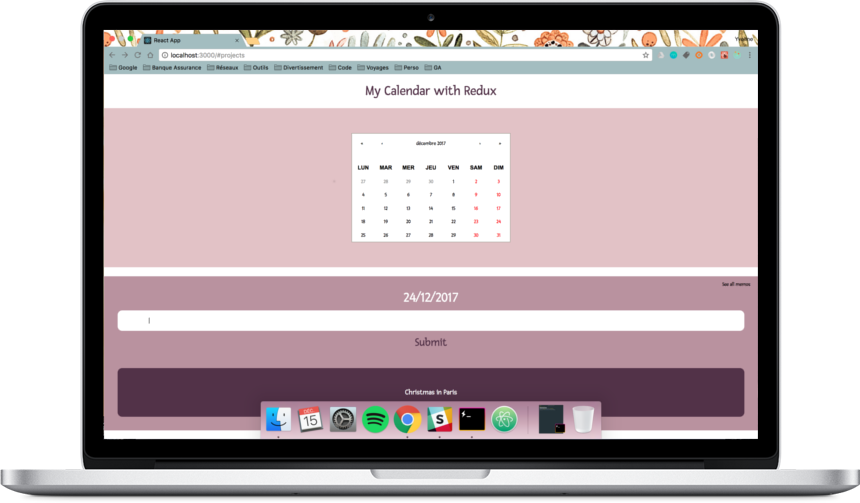 React App
Yveline
localhost:3000/#projects
Google Banque Assurance Réseaux Outils Divertissement Code Voyages Perso GA
My Calendar with Redux
« ‹ décembre 2017 › »
LUN MAR MER JEU VEN SAM DIM
27 28 29 30 1 2 3
4 5 6 7 8 9 10
11 12 13 14 15 16 17
18 19 20 21 22 23 24
25 26 27 28 29 30 31
See all memos
24/12/2017
Submit
Christmas in Paris
15
S